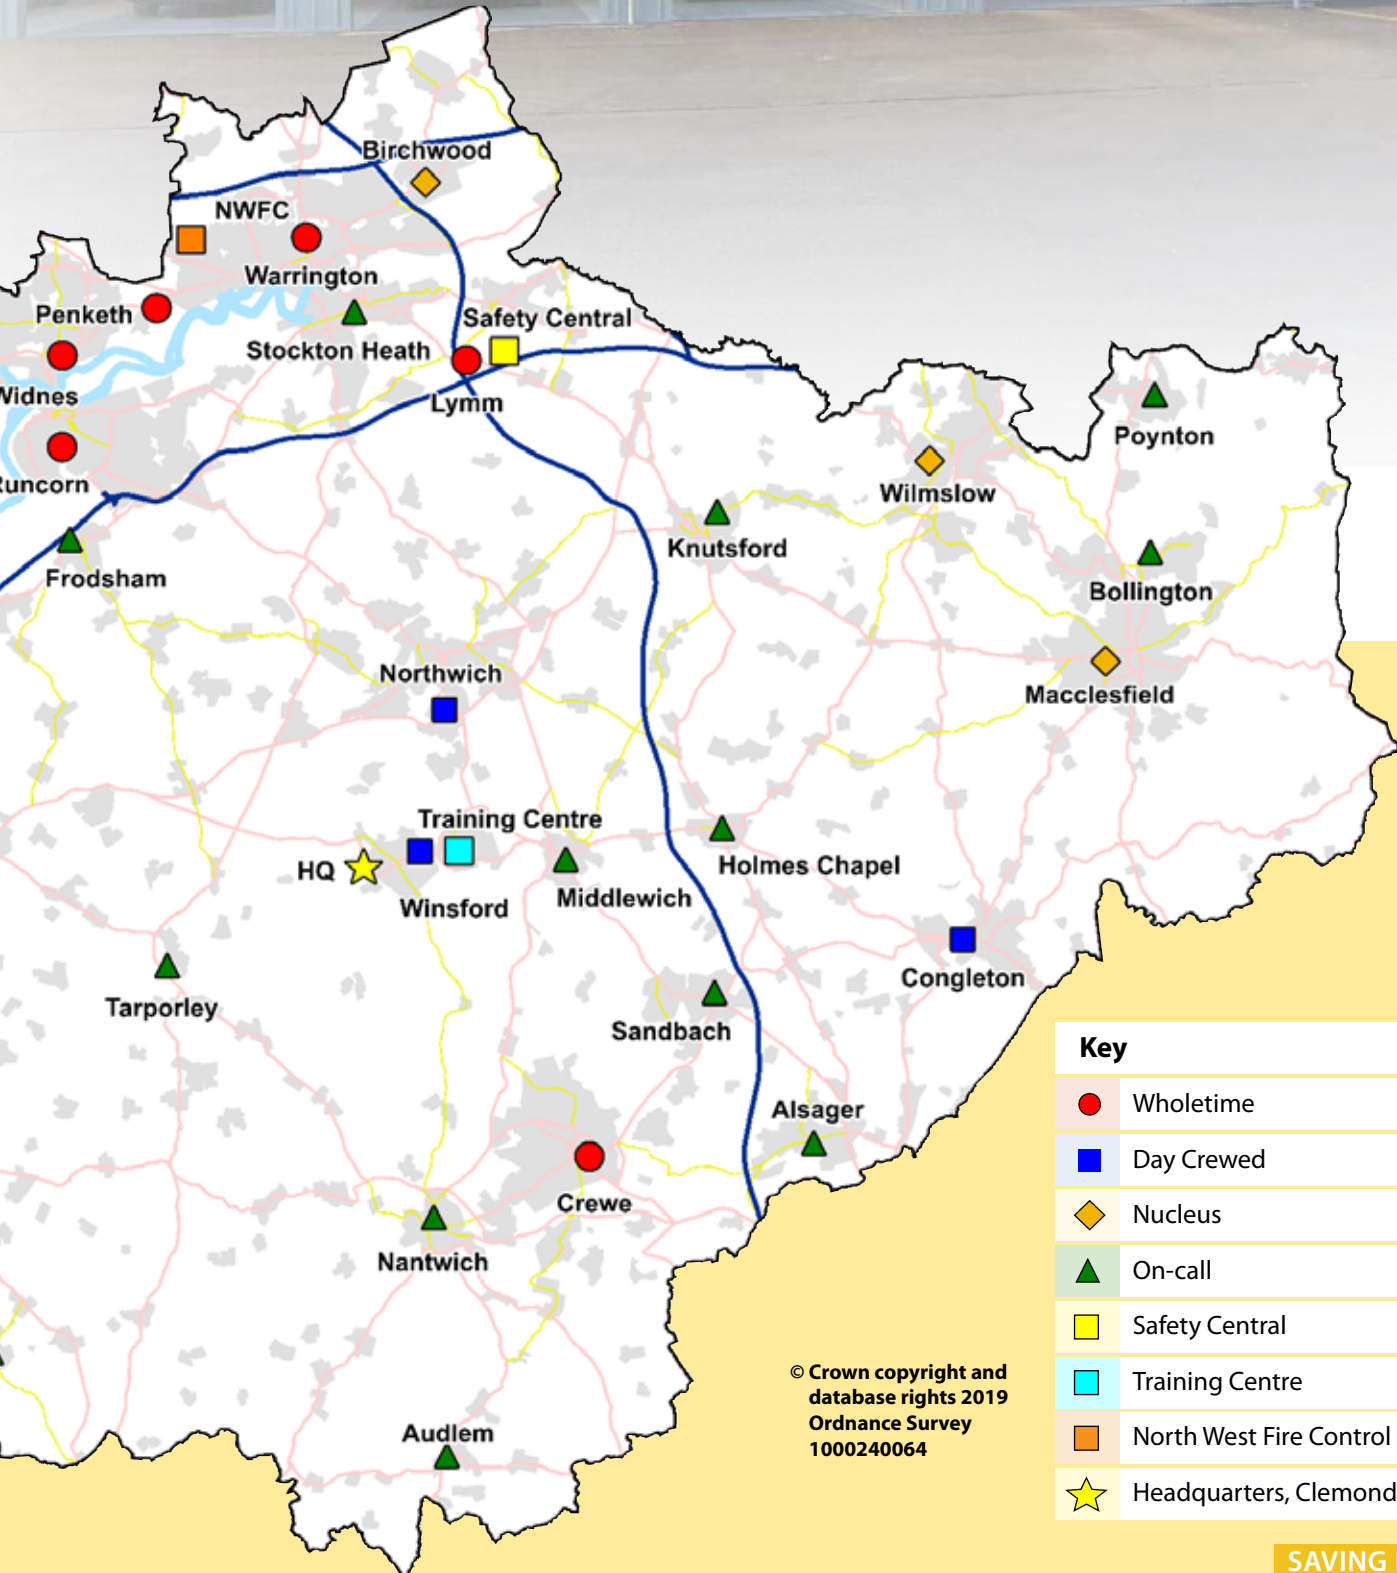 Birchwood
NWFC
Warrington
Penketh
Safety Central
Stockton Heath
Widnes
Lymm
Poynton
Runcorn
Wilmslow
Knutsford
Frodsham
Bollington
Northwich
Macclesfield
Training Centre
HQ
Holmes Chapel
Winsford
Middlewich
Congleton
Tarporley
Sandbach
Alsager
Crewe
Nantwich
Audlem
© Crown copyright and
database rights 2019
Ordnance Survey
1000240064
Key
Wholetime
Day Crewed
Nucleus
On-call
Safety Central
Training Centre
North West Fire Control
Headquarters, Clemond
SAVING